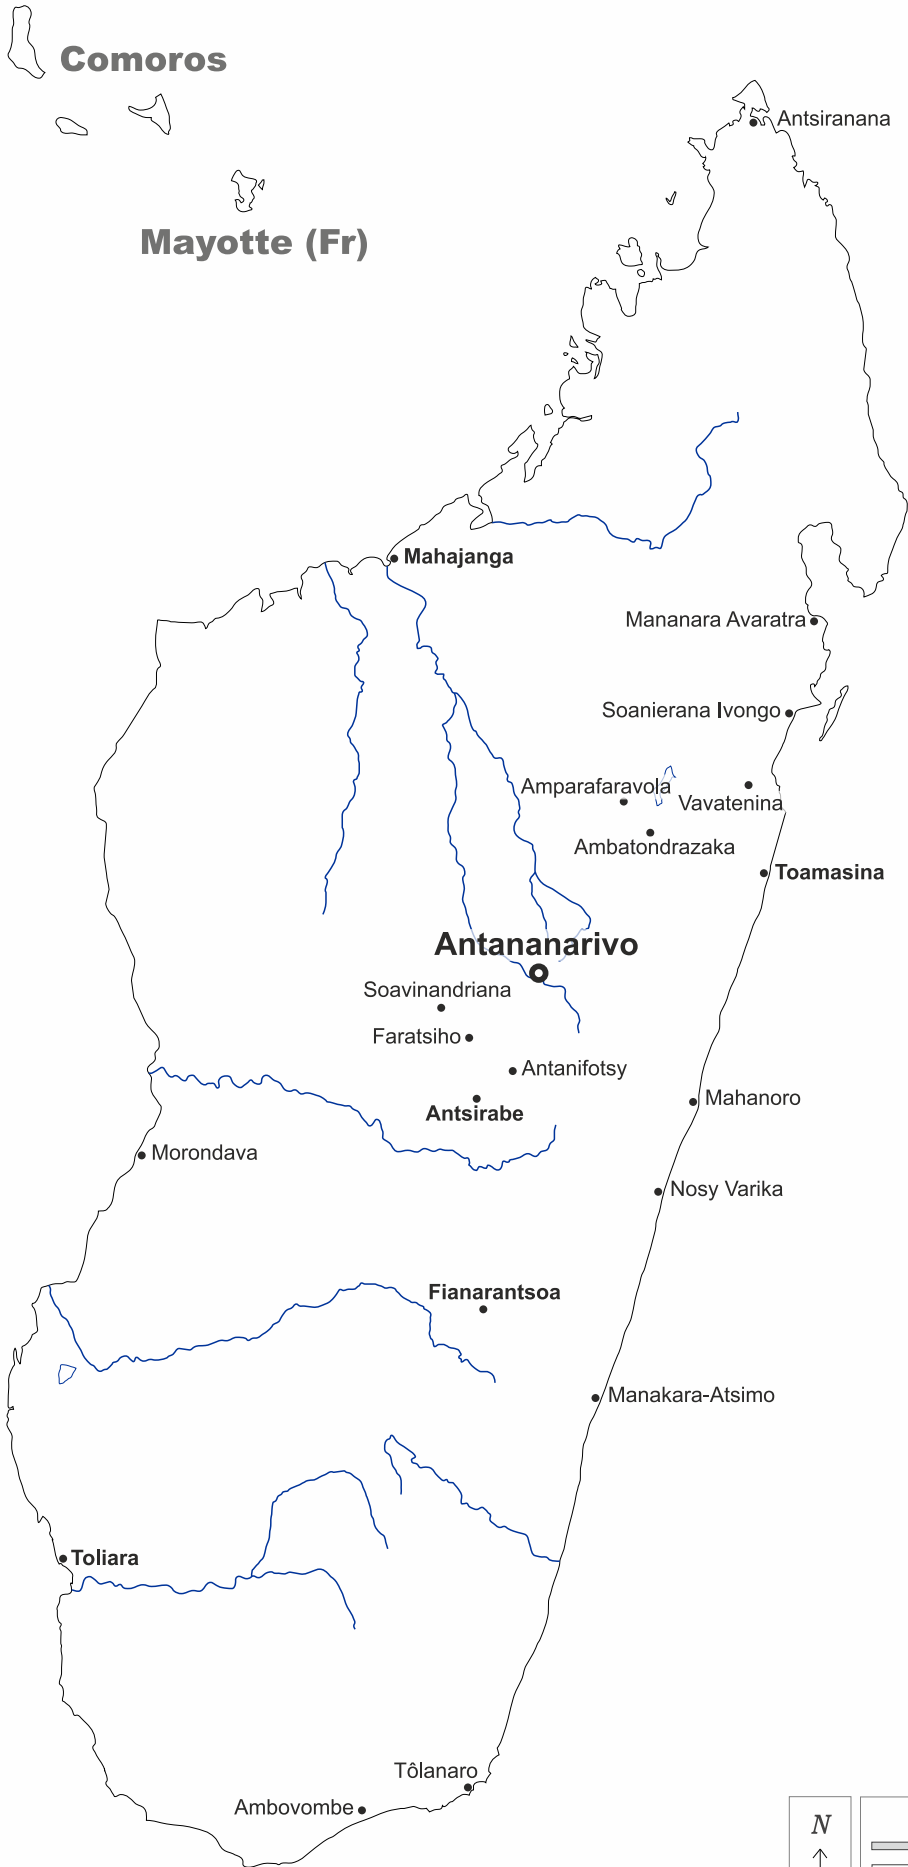 Comoros
Antsiranana
Mayotte (Fr)
Mahajanga
Mananara Avaratra
Soanierana Ivongo
Amparafaravola
Vavatenina
Ambatondrazaka
Toamasina
Antananarivo
Soavinandriana
Faratsiho
Antanifotsy
Antsirabe
Mahanoro
Morondava
Nosy Varika
Fianarantsoa
Manakara-Atsimo
Toliara
Tôlanaro
Ambovombe
N